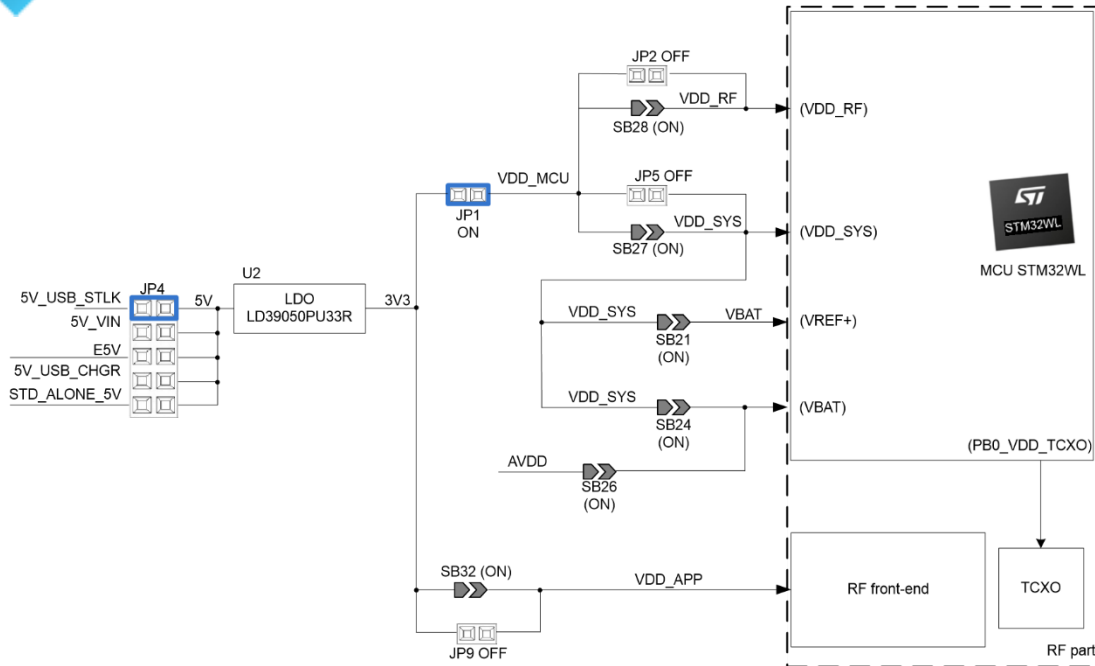 JP2 OFF
VDD_RF
SB28 (ON)
(VDD_RF)
VDD_MCU
JP5 OFF
JP1
ON
VDD_SYS
SB27 (ON)
(VDD_SYS)
ST
STM32WL
MCU STM32WL
U2
JP4
5V_USB_STLK
5V
LDO
LD39050PU33R
3V3
5V_VIN
E5V
5V_USB_CHGR
STD_ALONE_5V
VDD_SYS
VBAT
(VREF+)
SB21
(ON)
VDD_SYS
(VBAT)
SB24
(ON)
AVDD
SB26
(ON)
(PB0_VDD_TCXO)
SB32 (ON)
VDD_APP
RF front-end
TCXO
JP9 OFF
RF part